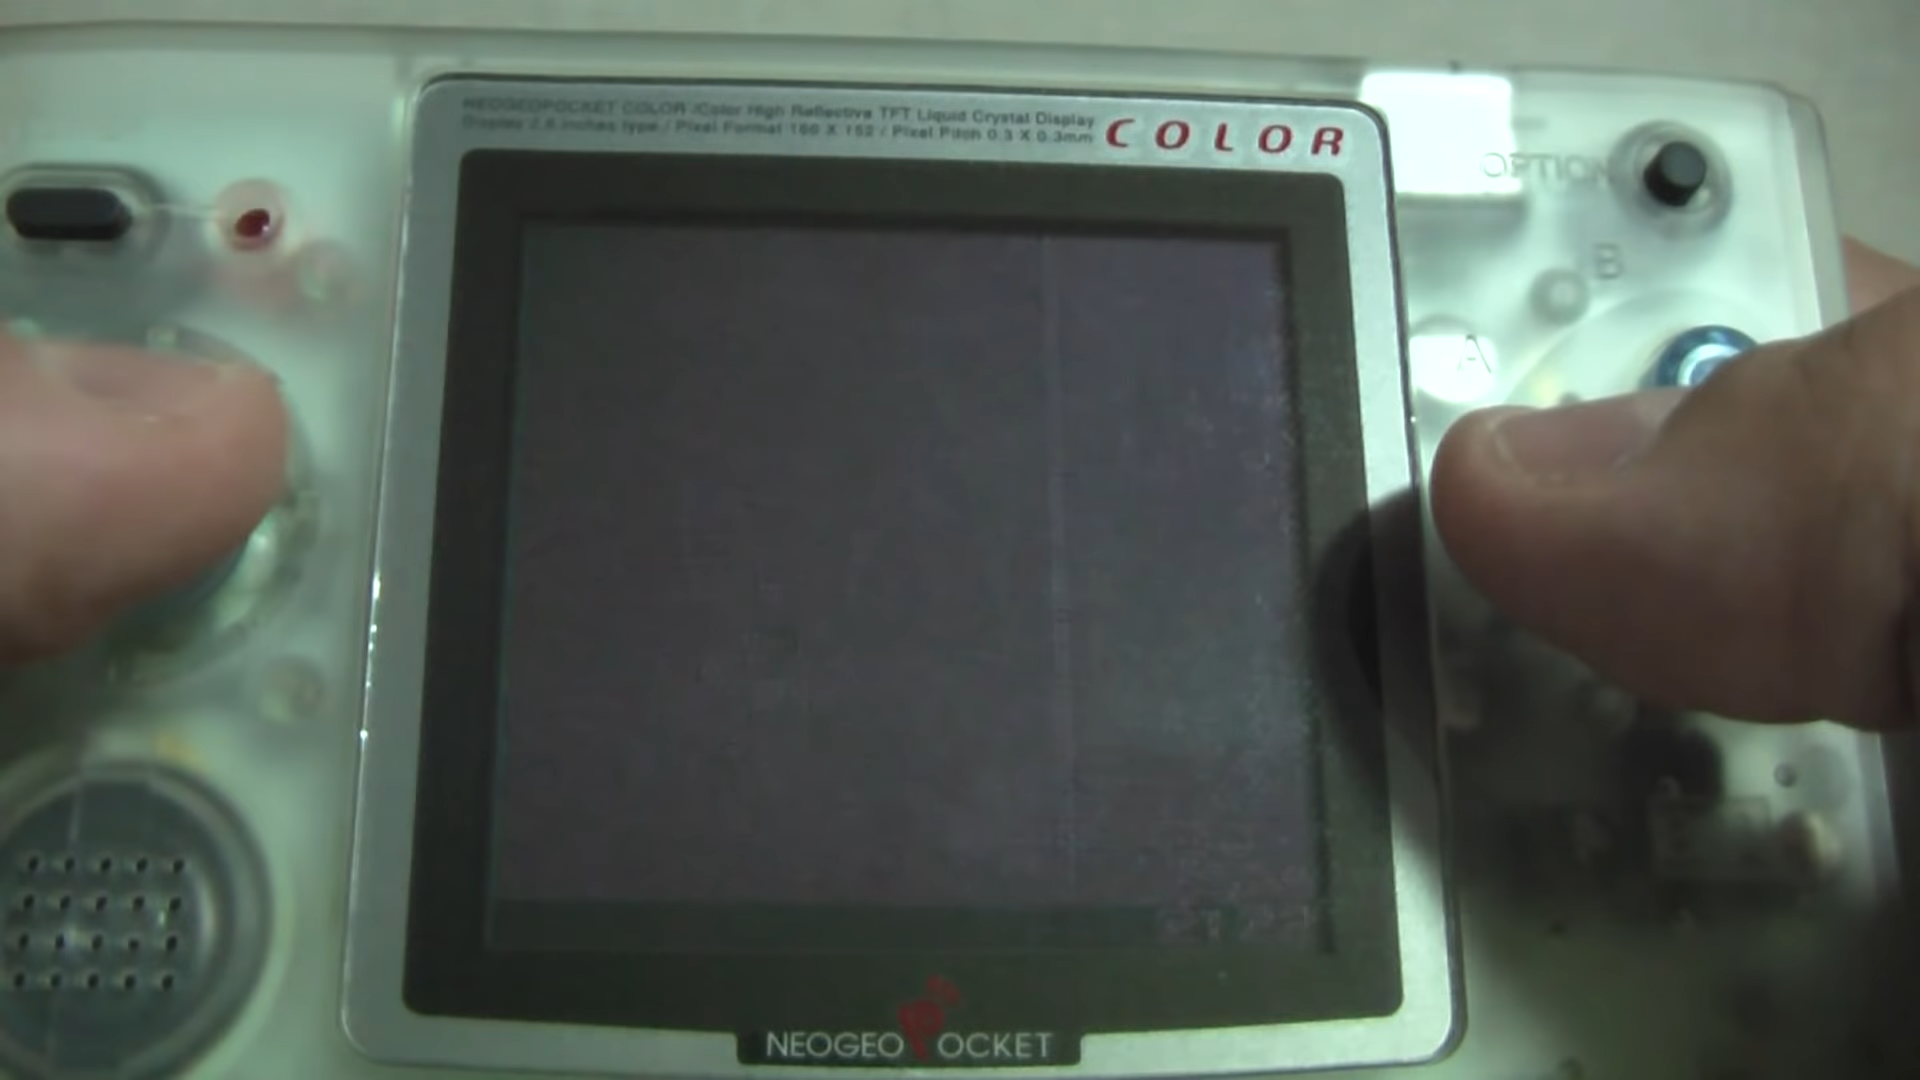 NEOGEOPOCKET COLOR /Color High Reflective TFT Liquid Crystal Display
Display 2.6 inches type / Pixel Format 160 X 152 / Pixel Pitch 0.3 X 0.3mm
COLOR
OPTION
B
A
NEOGEO POCKET